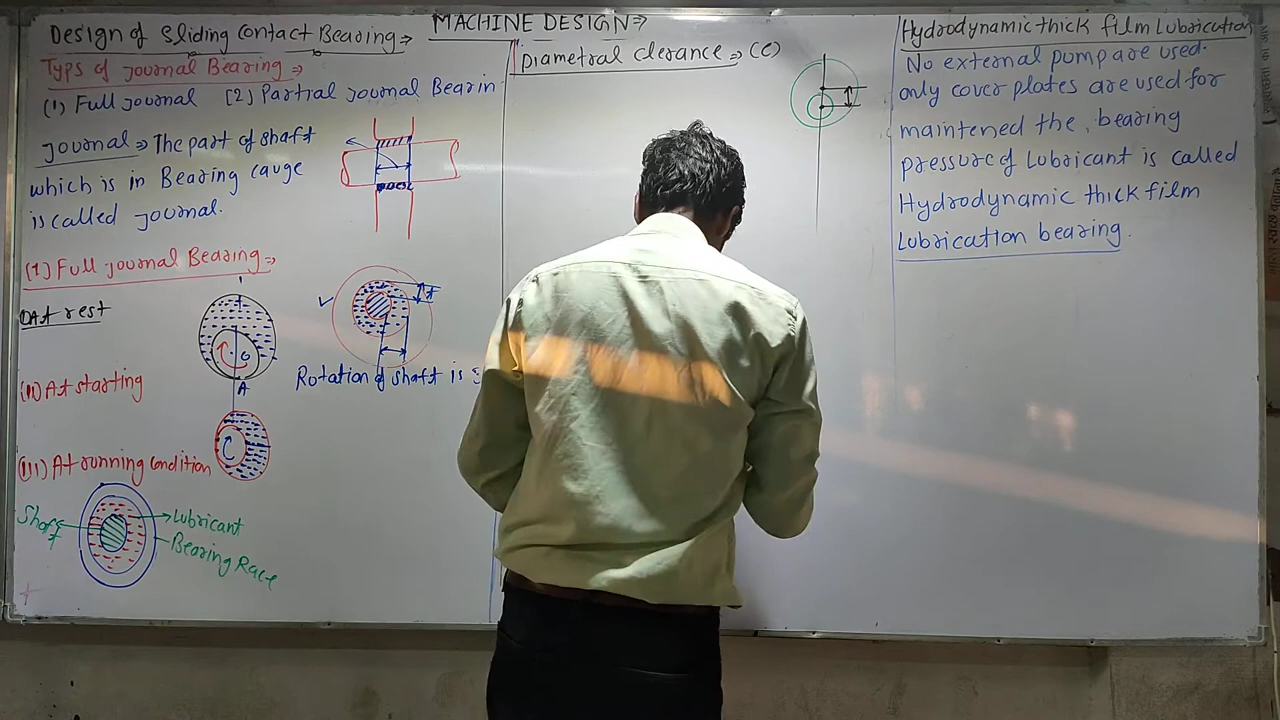 MACHINE DESIGN⇒
Design of Sliding Contact Bearing⇒
Typs of Journal Bearing⇒
(1) Full Journal (2) Partial Journal Bearin
Journal ⇒ The part of shaft
which is in Bearing cauge
is called journal.
(1) Full Journal Bearing⇒
(I) At rest
G
A
t
(II) At starting
Rotation of shaft is
(III) At running condition
Shaft
Lubricant
Bearing Race
Diametral clerance⇒ (C)
Hydrodynamic thick film Lubrication
No external pump are used.
only cover plates are used for
maintened the bearing
pressure of Lubricant is called
Hydrodynamic thick film
Lubrication bearing.